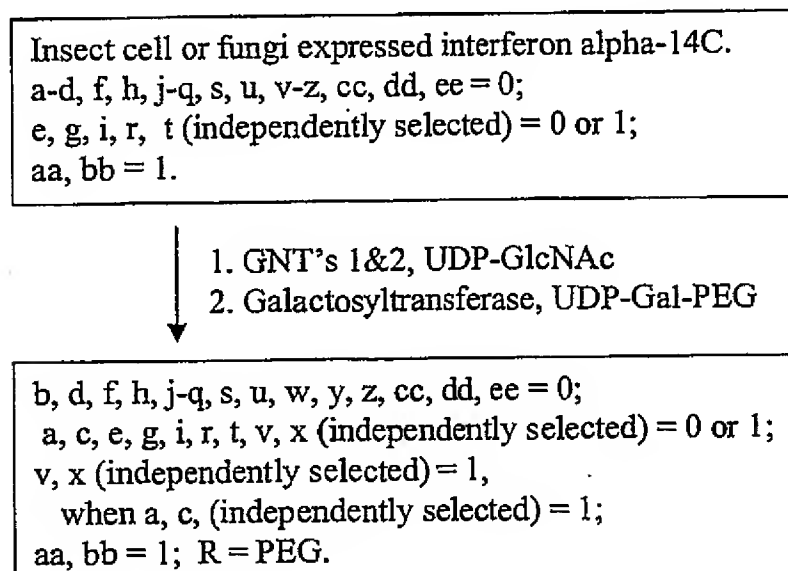 Insect cell or fungi expressed interferon alpha-14C.
a-d, f, h, j-q, s, u, v-z, cc, dd, ee = 0;
e, g, i, r, t (independently selected) = 0 or 1;
aa, bb = 1.
1. GNT's 1&2, UDP-GlcNAc
2. Galactosyltransferase, UDP-Gal-PEG
b, d, f, h, j-q, s, u, w, y, z, cc, dd, ee = 0;
a, c, e, g, i, r, t, v, x (independently selected) = 0 or 1;
v, x (independently selected) = 1,
when a, c, (independently selected) = 1;
aa, bb = 1; R = PEG.